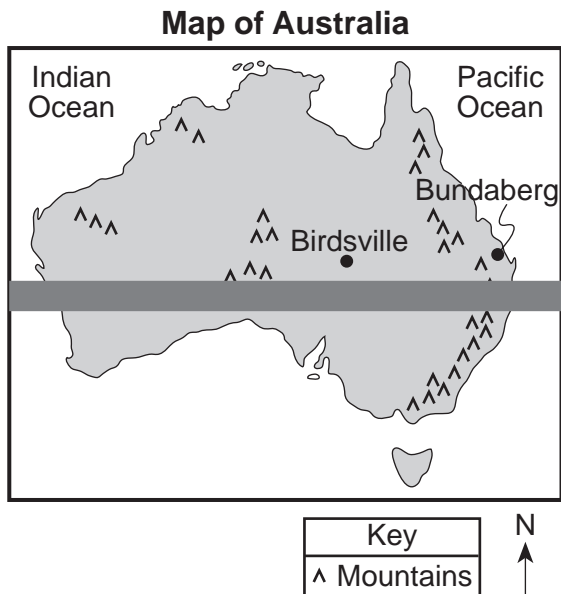 Map of Australia
Indian
Ocean
Pacific
Ocean
Bundaberg
Birdsville
Key
Mountains
N